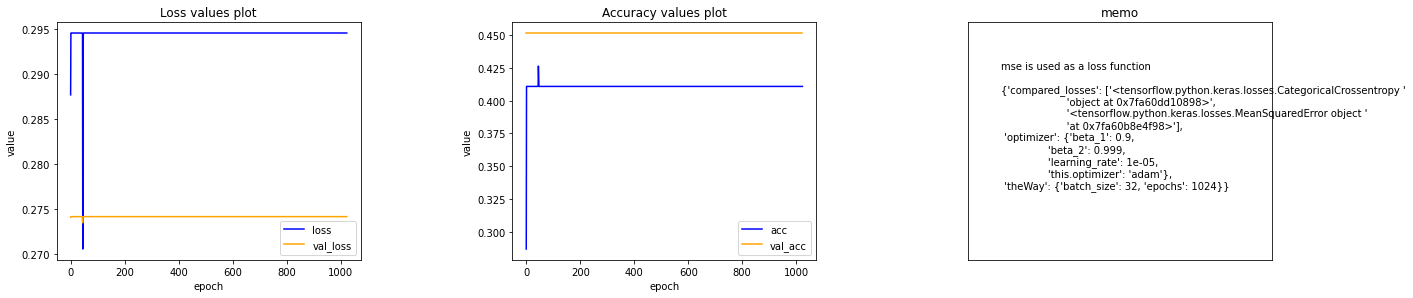 Loss values plot
0.295
0.290
0.285
0.280
0.275
0.270
value
0
200
400
600
800
1000
epoch
loss
val_loss
Accuracy values plot
0.450
0.425
0.400
0.375
0.350
0.325
0.300
value
0
200
400
600
800
1000
epoch
acc
val_acc
memo
mse is used as a loss function
{'compared_losses': ['<tensorflow.python.keras.losses.CategoricalCrossentropy '
'object at 0x7fa60dd10898>',
'<tensorflow.python.keras.losses.MeanSquaredError object '
'at 0x7fa60b8e4f98>'],
'optimizer': {'beta_1': 0.9,
'beta_2': 0.999,
'learning_rate': 1e-05,
'this.optimizer': 'adam'},
'theWay': {'batch_size': 32, 'epochs': 1024}}